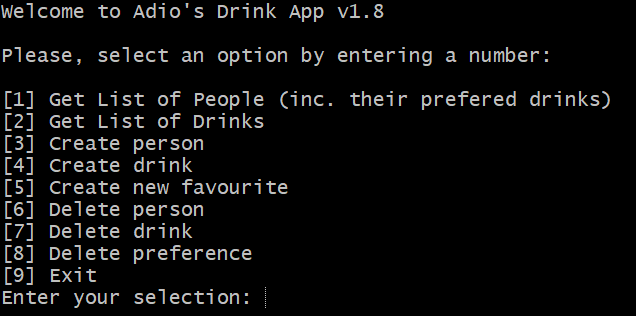 Welcome to Adio's Drink App v1.8
Please, select an option by entering a number:
[1] Get List of People (inc. their prefered drinks)
[2] Get List of Drinks
[3] Create person
[4] Create drink
[5] Create new favourite
[6] Delete person
[7] Delete drink
[8] Delete preference
[9] Exit
Enter your selection: